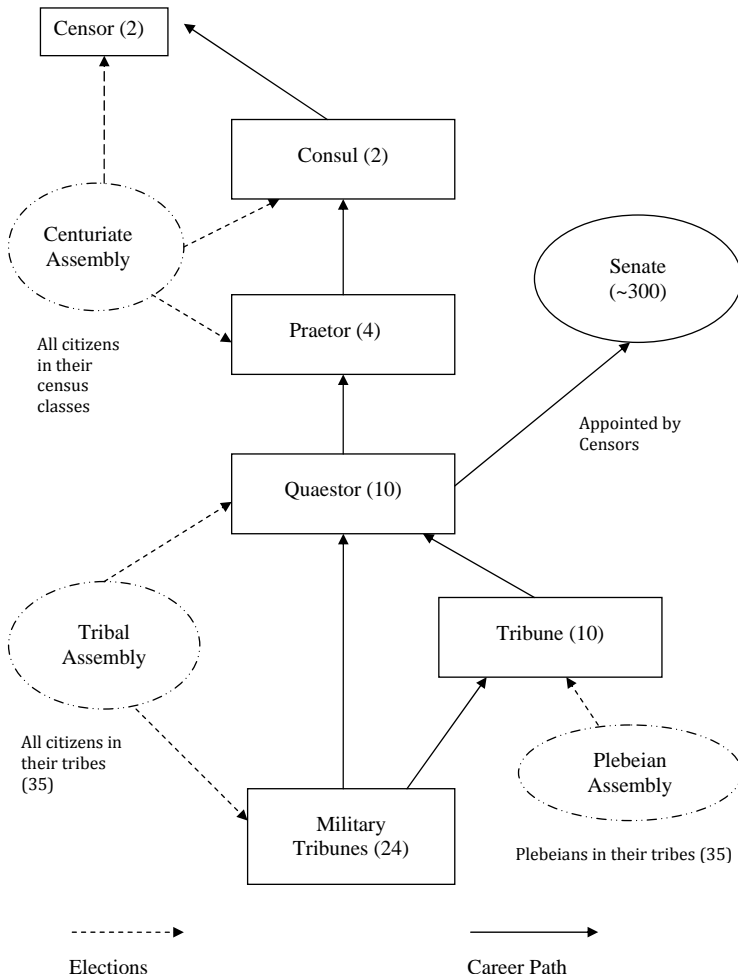 Censor (2)
Consul (2)
Centuriate
Assembly
Senate
(~300)
Praetor (4)
All citizens
in their
census
classes
Appointed by
Censors
Quaestor (10)
Tribal
Assembly
Tribune (10)
All citizens in
their tribes
(35)
Plebeian
Assembly
Military
Tribunes (24)
Plebeians in their tribes (35)
Elections
Career Path